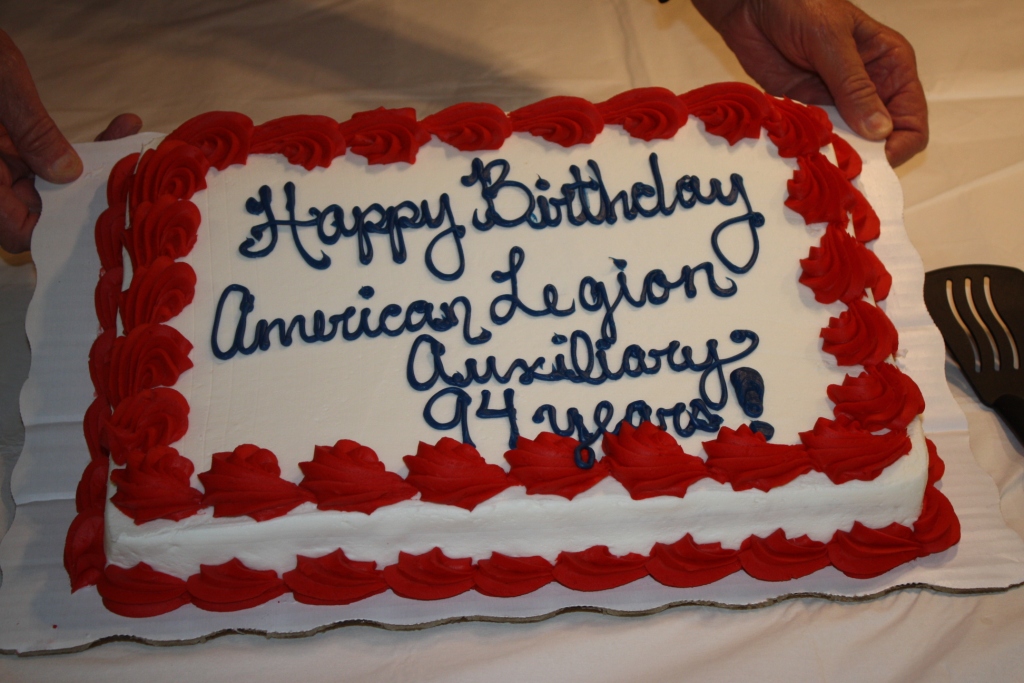 Happy Birthday
American Legion
Auxiliary
94 years!